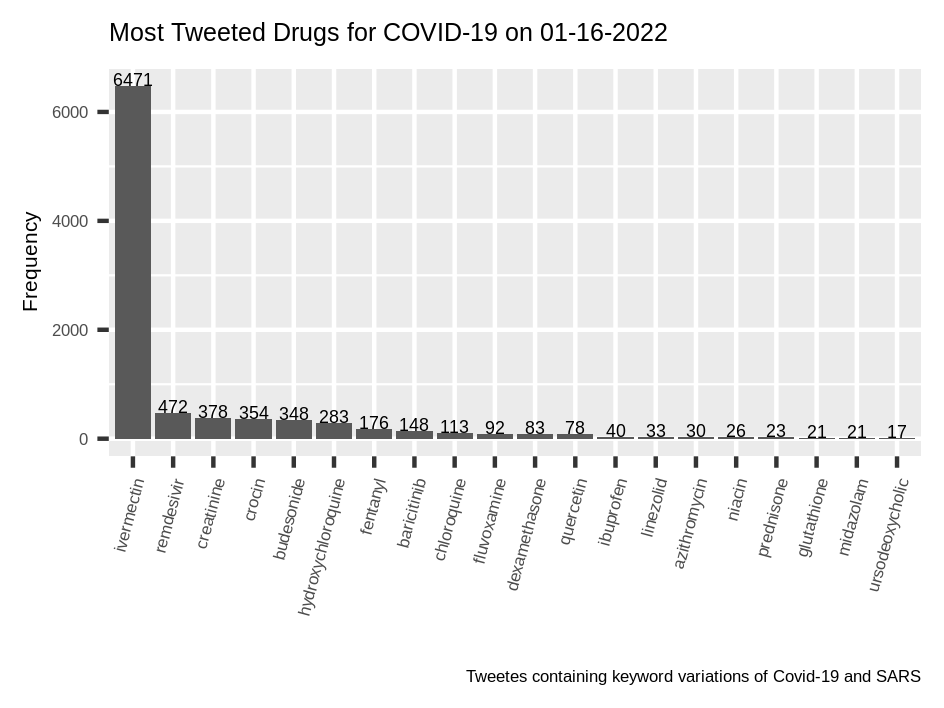 Most Tweeted Drugs for COVID-19 on 01-16-2022
Frequency
6000
4000
2000
0
6471
472
378
354
348
283
176
148
113
92
83
78
40
33
30
26
23
21
21
17
ivermectin
remdesivir
creatinine
crocin
budesonide
hydroxychloroquine
fentanyl
baricitinib
chloroquine
fluvoxamine
dexamethasone
quercetin
ibuprofen
linezolid
azithromycin
niacin
prednisone
glutathione
midazolam
ursodeoxycholic
Tweetes containing keyword variations of Covid-19 and SARS